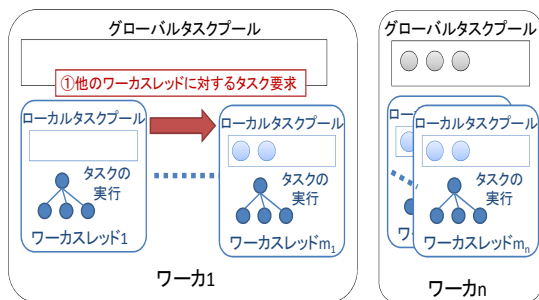 グローバルタスクプール
①他のワーカスレッドに対するタスク要求
ローカルタスクプール
タスクの
実行
ワーカスレッド1
ローカルタスクプール
タスクの
実行
ワーカスレッドm1
ワーカ1
グローバルタスクプール
ローカ
ワー
ローカルタスクプール
タスクの
実行
ワーカスレッドmn
ワーカn